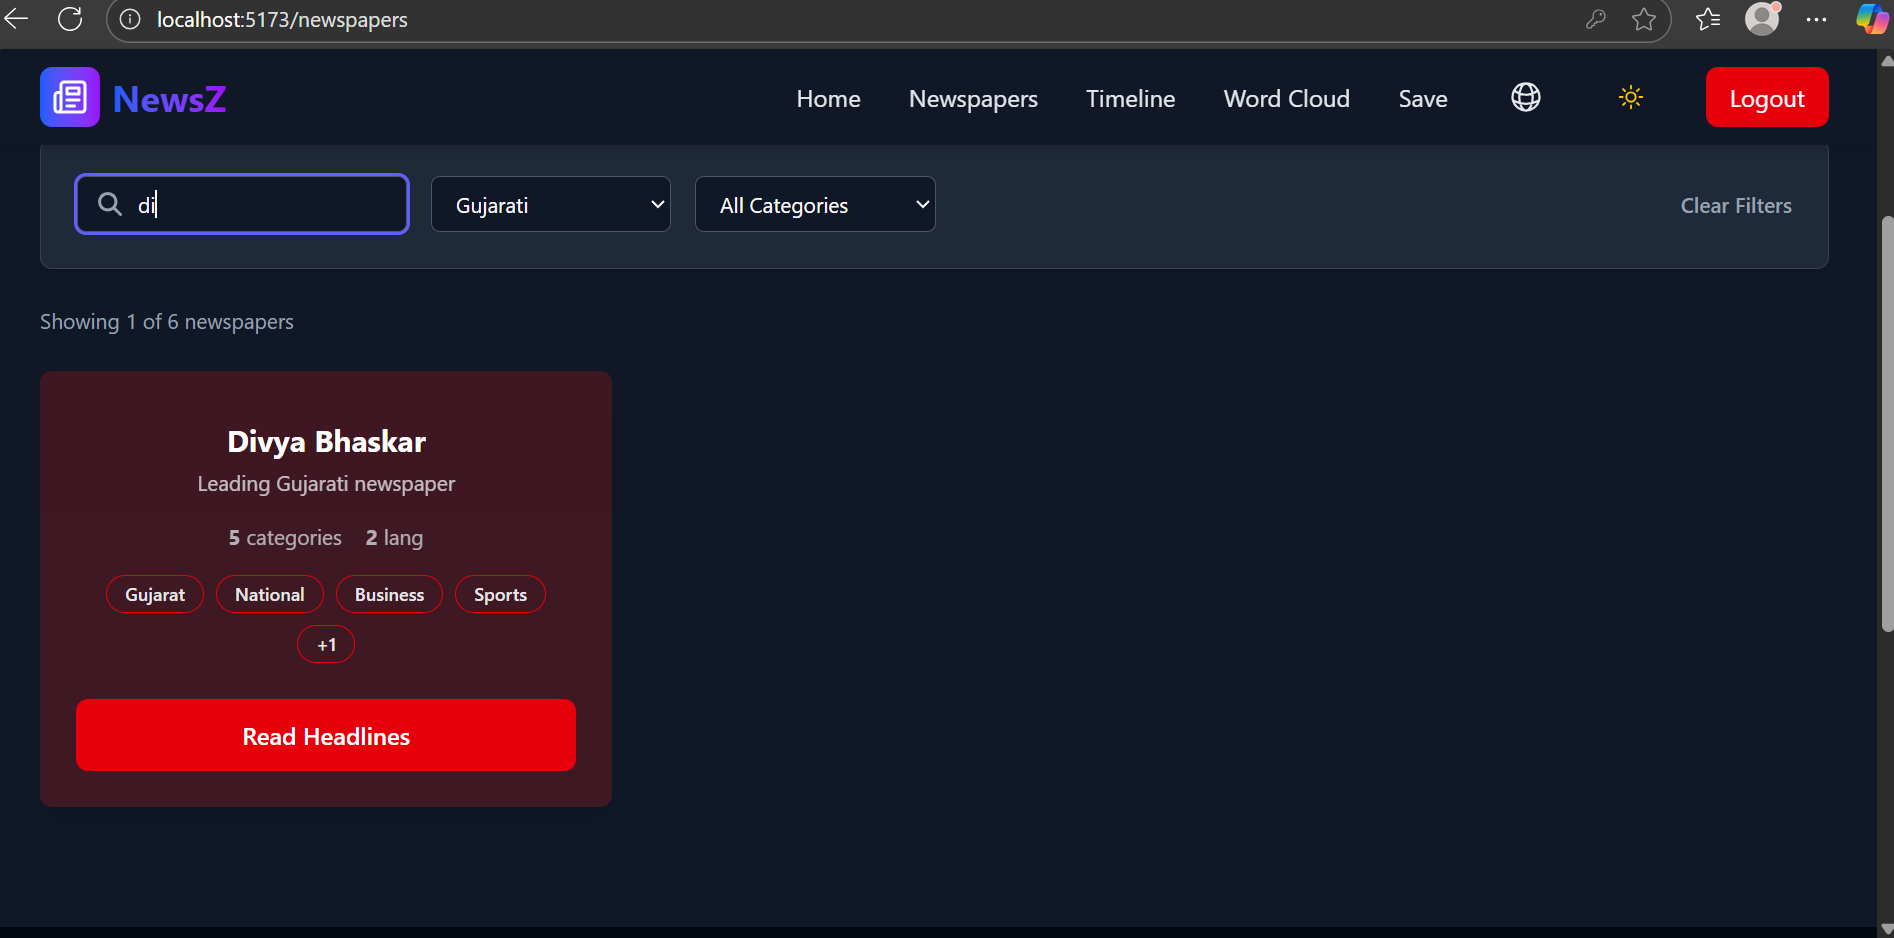 localhost:5173/newspapers
NewsZ
Home Newspapers Timeline Word Cloud Save Logout
di Gujarati All Categories Clear Filters
Showing 1 of 6 newspapers
Divya Bhaskar
Leading Gujarati newspaper
5 categories 2 lang
Gujarat National Business Sports
+1
Read Headlines